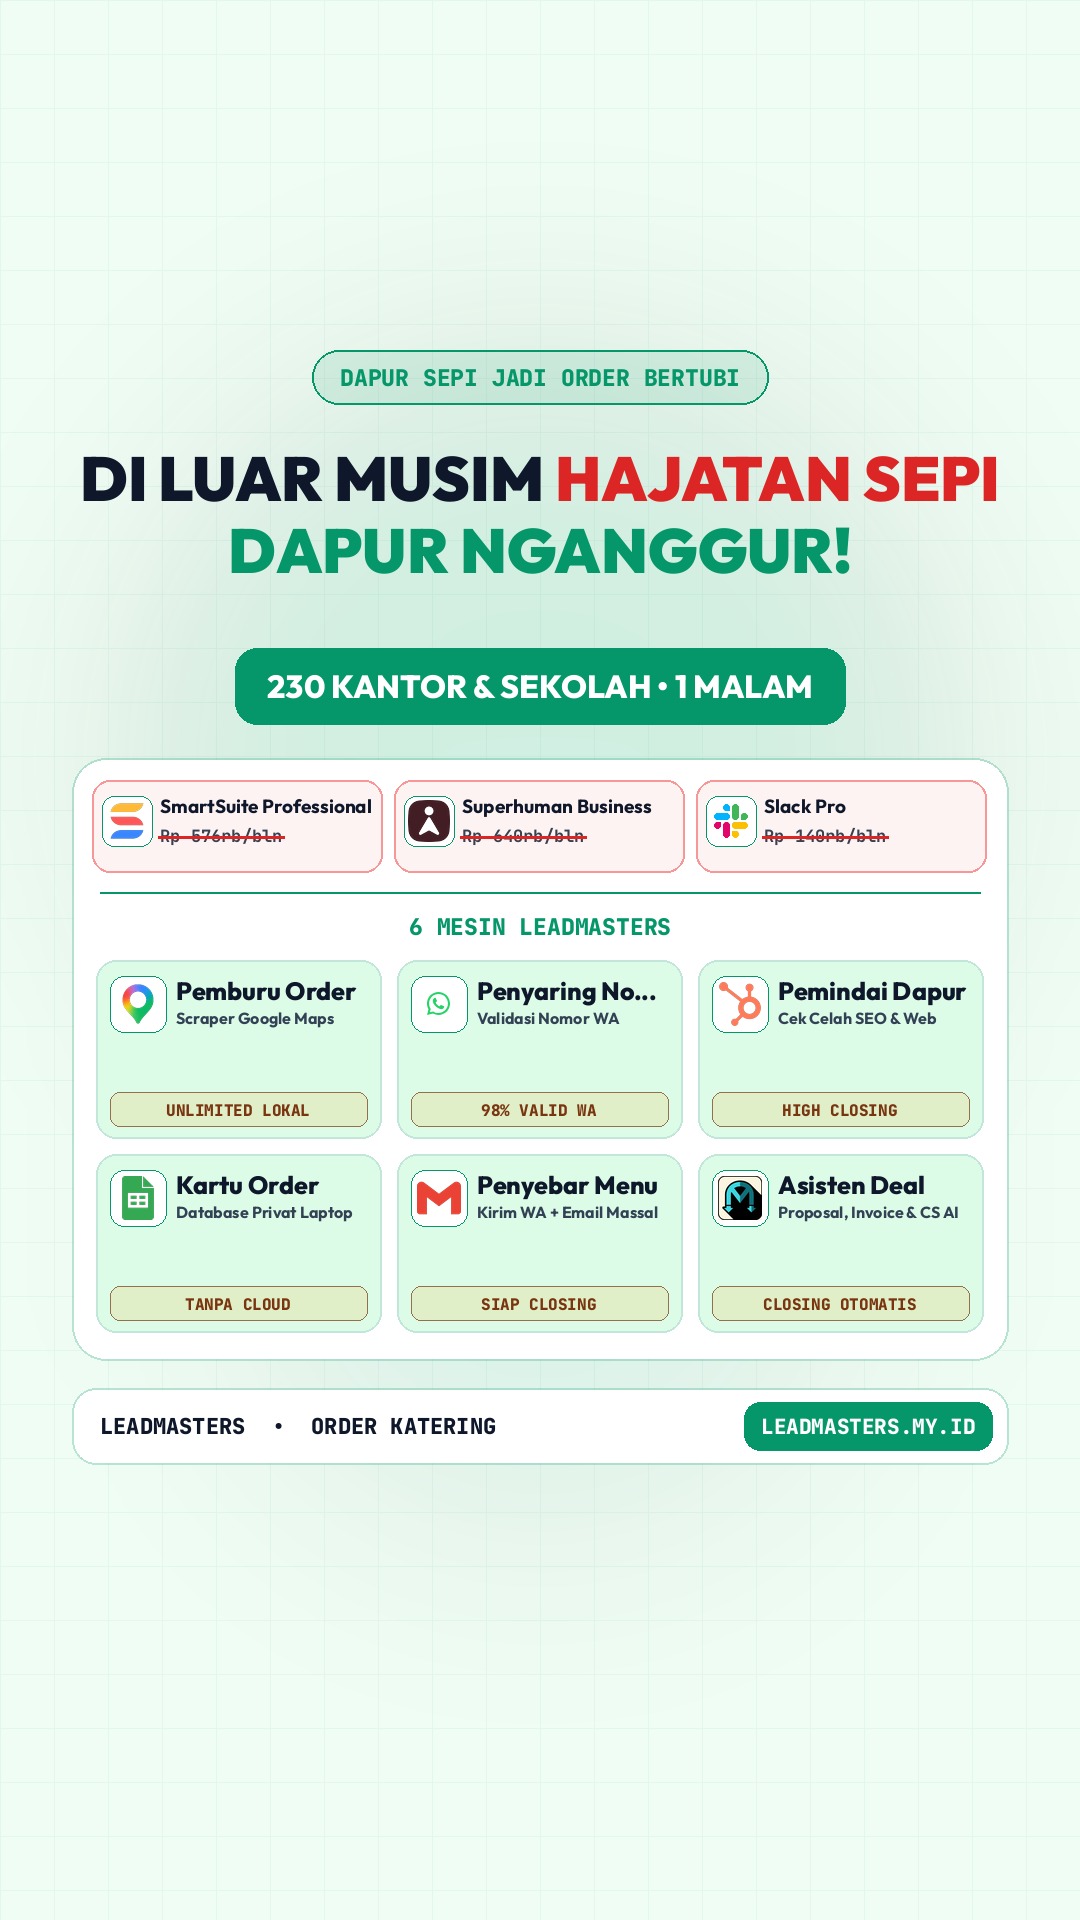 DAPUR SEPI JADI ORDER BERTUBI
DI LUAR MUSIM HAJATAN SEPI
DAPUR NGANGGUR!
230 KANTOR & SEKOLAH • 1 MALAM
SmartSuite Professional
Rp 576rb/bln
Superhuman Business
Rp 640rb/bln
Slack Pro
Rp 140rb/bln
6 MESIN LEADMASTERS
Pemburu Order
Scraper Google Maps
UNLIMITED LOKAL
Penyaring No...
Validasi Nomor WA
98% VALID WA
Pemindai Dapur
Cek Celah SEO & Web
HIGH CLOSING
Kartu Order
Database Privat Laptop
TANPA CLOUD
Penyebar Menu
Kirim WA + Email Massal
SIAP CLOSING
Asisten Deal
Proposal, Invoice & CS AI
CLOSING OTOMATIS
LEADMASTERS • ORDER KATERING
LEADMASTERS.MY.ID